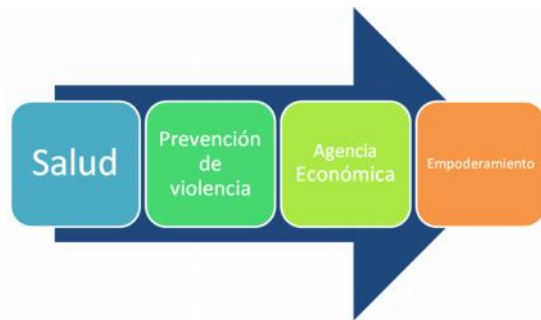 Salud
Prevención
de
violencia
Agencia
Económica
Empoderamiento